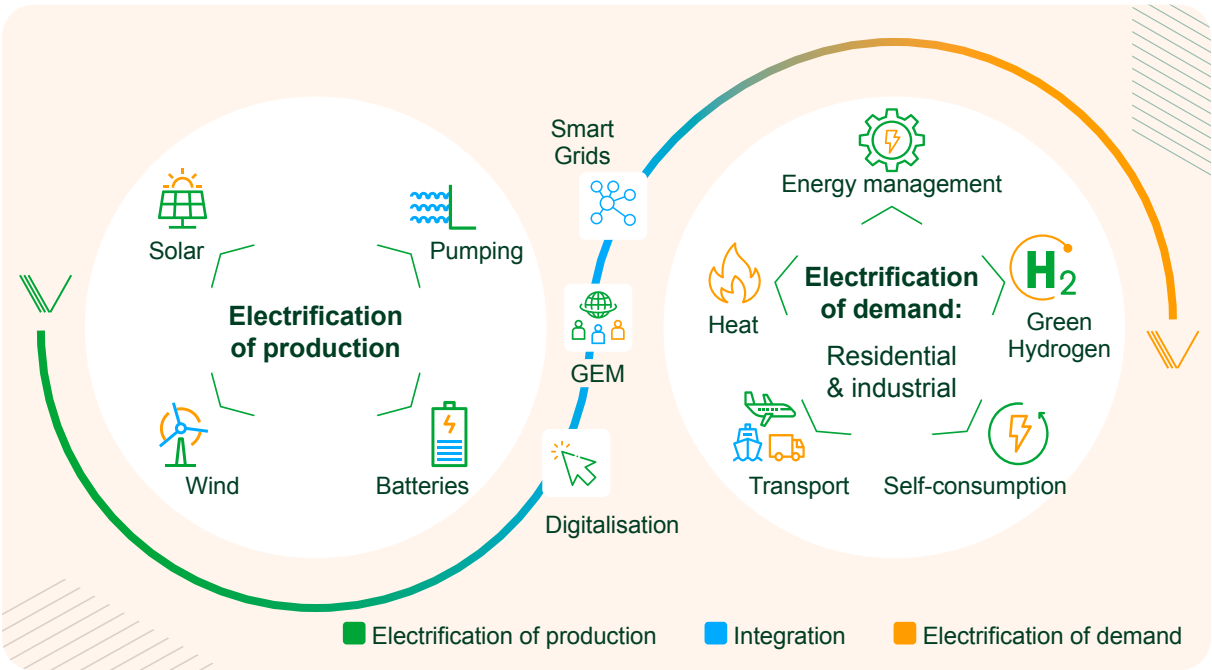 Solar
Pumping
Electrification
of production
Wind
Batteries
Smart
Grids
GEM
Digitalisation
Energy management
Heat
Electrification
of demand:
Residential
& industrial
H2
Green
Hydrogen
Transport
Self-consumption
Electrification of production
Integration
Electrification of demand